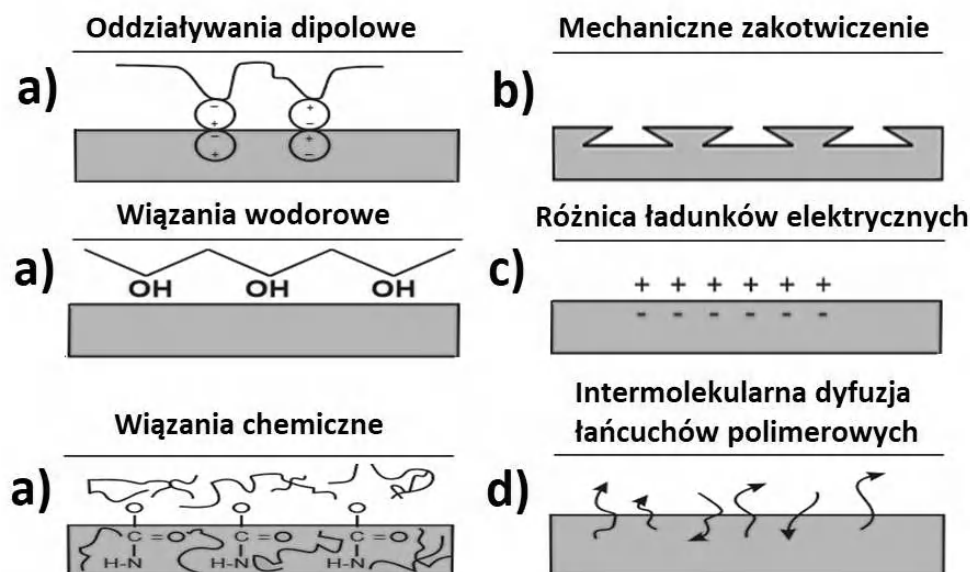 Oddziaływania dipolowe
a)
− +
+ −
− +
+ −
Mechaniczne zakotwiczenie
b)
Wiązania wodorowe
a)
OH OH OH
Różnica ładunków elektrycznych
c)
+ + + + + +
- - - - - -
Wiązania chemiczne
a)
O O O
C=O C=O C=O
H-N H-N H-N
Intermolekularna dyfuzja
łańcuchów polimerowych
d)